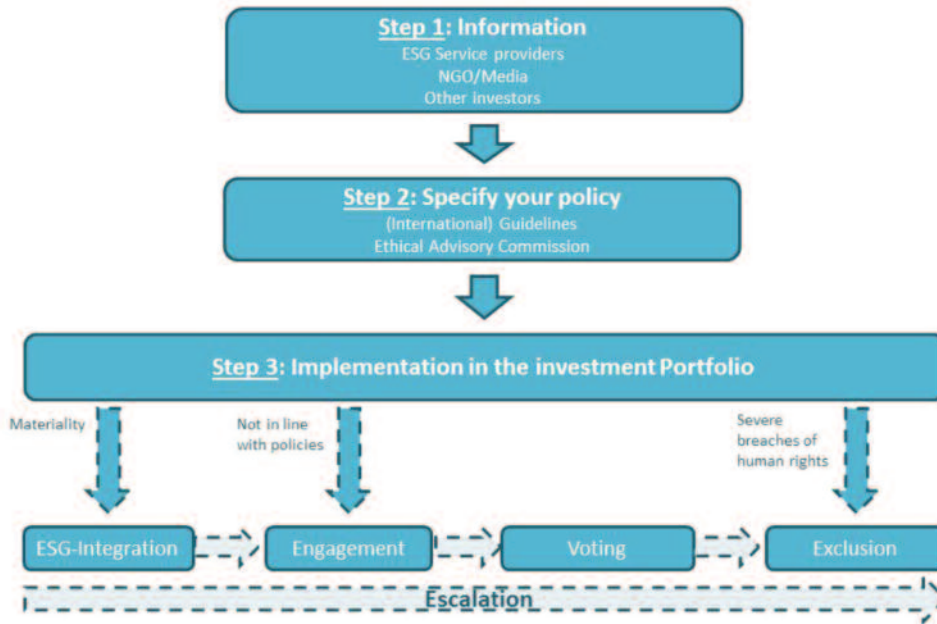 Step 1: Information
ESG Service providers
NGO/Media
Other investors
Step 2: Specify your policy
(International) Guidelines
Ethical Advisory Commission
Step 3: Implementation in the investment Portfolio
Materiality
Not in line
with policies
Severe
breaches of
human rights
ESG-Integration
Engagement
Voting
Exclusion
Escalation